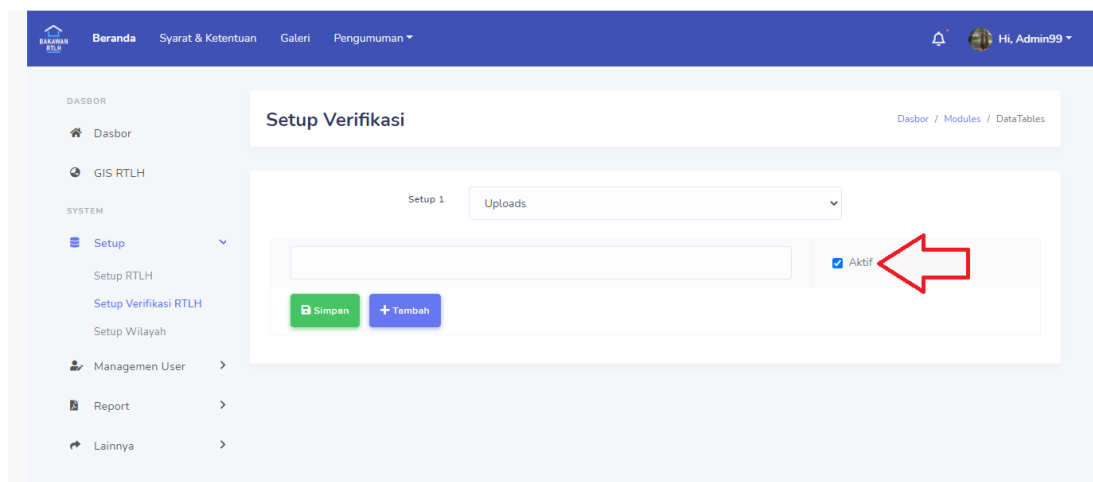 BAKAWAN
RTLH
Beranda Syarat & Ketentuan Galeri Pengumuman Hi, Admin99
DASBOR
Dasbor
GIS RTLH
SYSTEM
Setup
Setup RTLH
Setup Verifikasi RTLH
Setup Wilayah
Managemen User
Report
Lainnya
Setup Verifikasi
Dasbor / Modules / DataTables
Setup 1 Uploads
Aktif
Simpan Tambah